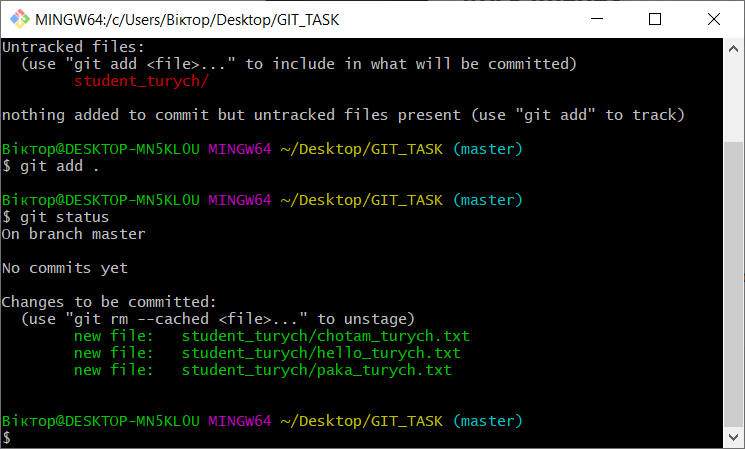 MINGW64:/c/Users/Віктор/Desktop/GIT_TASK
Untracked files:
  (use "git add <file>..." to include in what will be committed)
        student_turych/

nothing added to commit but untracked files present (use "git add" to track)

Віктор@DESKTOP-MN5KL0U MINGW64 ~/Desktop/GIT_TASK (master)
$ git add .

Віктор@DESKTOP-MN5KL0U MINGW64 ~/Desktop/GIT_TASK (master)
$ git status
On branch master

No commits yet

Changes to be committed:
  (use "git rm --cached <file>..." to unstage)
        new file:   student_turych/chotam_turych.txt
        new file:   student_turych/hello_turych.txt
        new file:   student_turych/paka_turych.txt


Віктор@DESKTOP-MN5KL0U MINGW64 ~/Desktop/GIT_TASK (master)
$